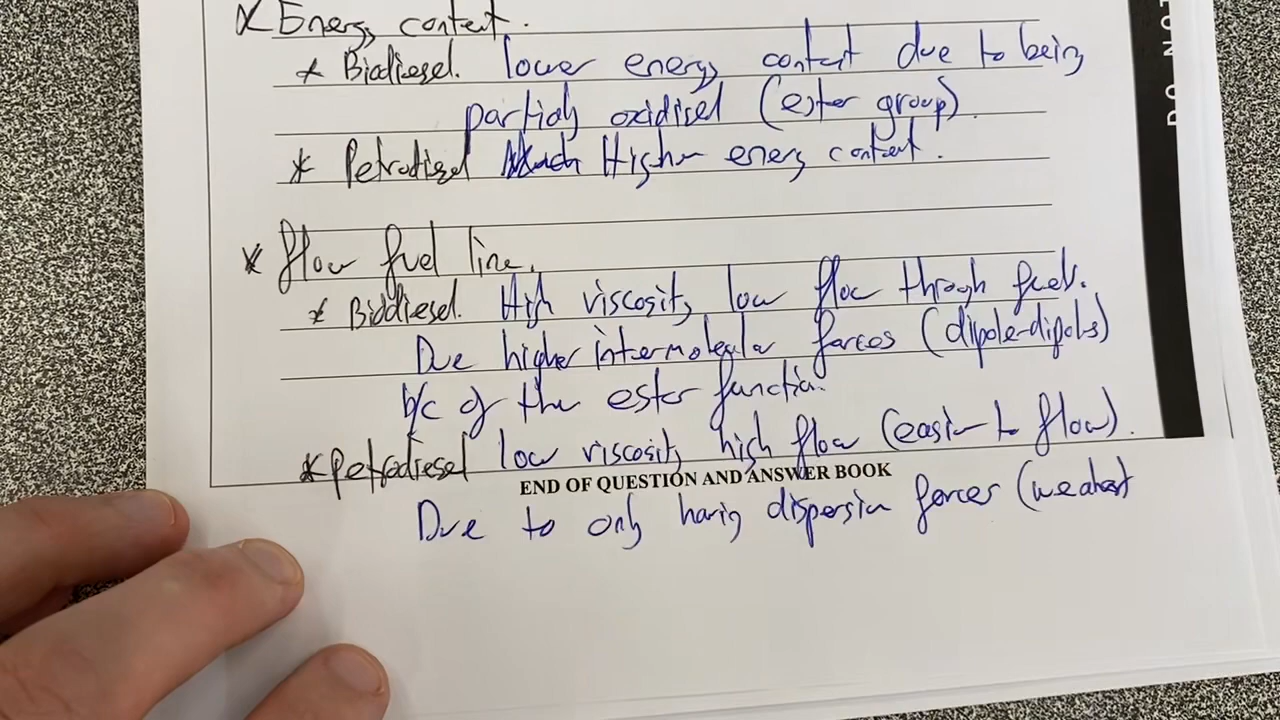 * Energy content.
* Biodiesel. lower energy content due to being
partially oxidised (ester group).
* Petrodiesel Higher energy content.
* flow fuel line.
* Biodiesel. High viscosity low flow through fuels.
Due higher intermolecular forces (dipole-dipole)
b/c of the ester function.
* Petrodiesel low viscosity high flow (easier to flow).
END OF QUESTION AND ANSWER BOOK
Due to only having dispersion forces (weakest
DO NOT